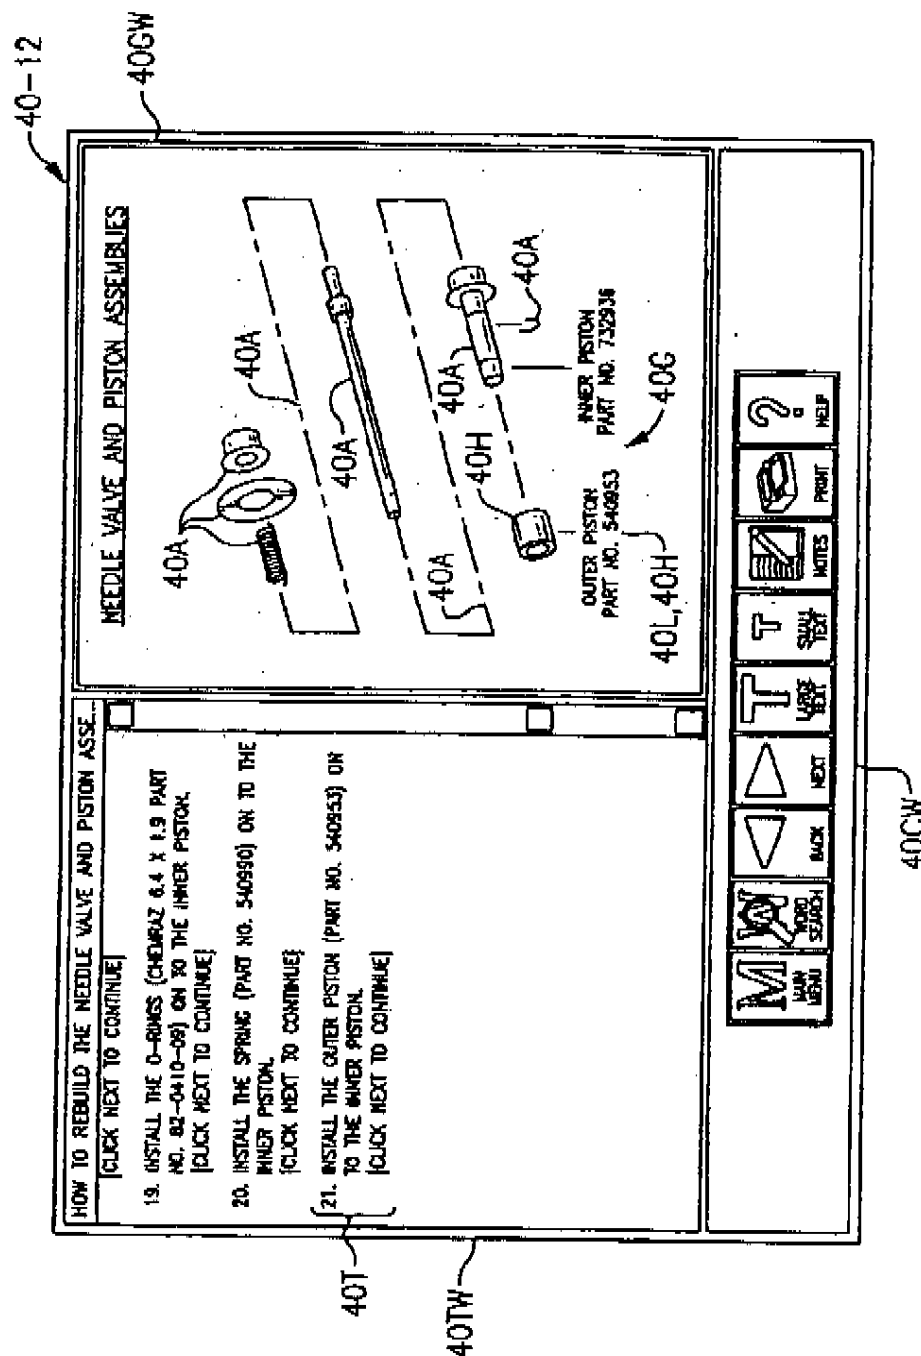 40-12
40GW
HOW TO REBUILD THE NEEDLE VALVE AND PISTON ASSE
[CLICK NEXT TO CONTINUE]
19. INSTALL THE O-RINGS (CHEMRAZ 6.4 X 1.9 PART
NO. 82-0410-09) ON TO THE INNER PISTON.
[CLICK NEXT TO CONTINUE]
20. INSTALL THE SPRING (PART NO. 540990) ON TO THE
INNER PISTON.
[CLICK NEXT TO CONTINUE]
21. INSTALL THE OUTER PISTON (PART NO. 540953) ON
TO THE INNER PISTON.
[CLICK NEXT TO CONTINUE]
40T
40TW
NEEDLE VALVE AND PISTON ASSEMBLIES
40A
40A
40A
40A
40H
40A
40A
OUTER PISTON
PART NO. 540953
INNER PISTON
PART NO. 732936
40L,40H
40G
M
MAIN
MENU
W
WORD
SEARCH
BACK
NEXT
T
LARGE
TEXT
T
SMALL
TEXT
NOTES
PRINT
?
HELP
40CW